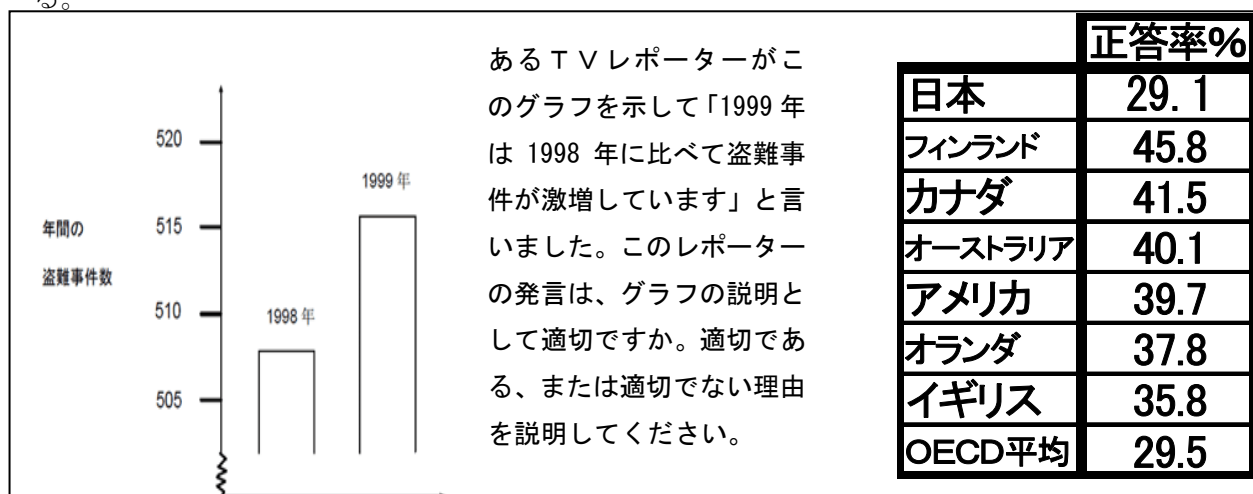 る。
520
515
510
505
年間の
盗難事件数
1998 年
1999 年
あるＴＶレポーターがこ
のグラフを示して「1999 年
は 1998 年に比べて盗難事
件が激増しています」と言
いました。このレポーター
の発言は、グラフの説明と
して適切ですか。適切であ
る、または適切でない理由
を説明してください。
正答率%
日本 29.1
フィンランド 45.8
カナダ 41.5
オーストラリア 40.1
アメリカ 39.7
オランダ 37.8
イギリス 35.8
OECD平均 29.5